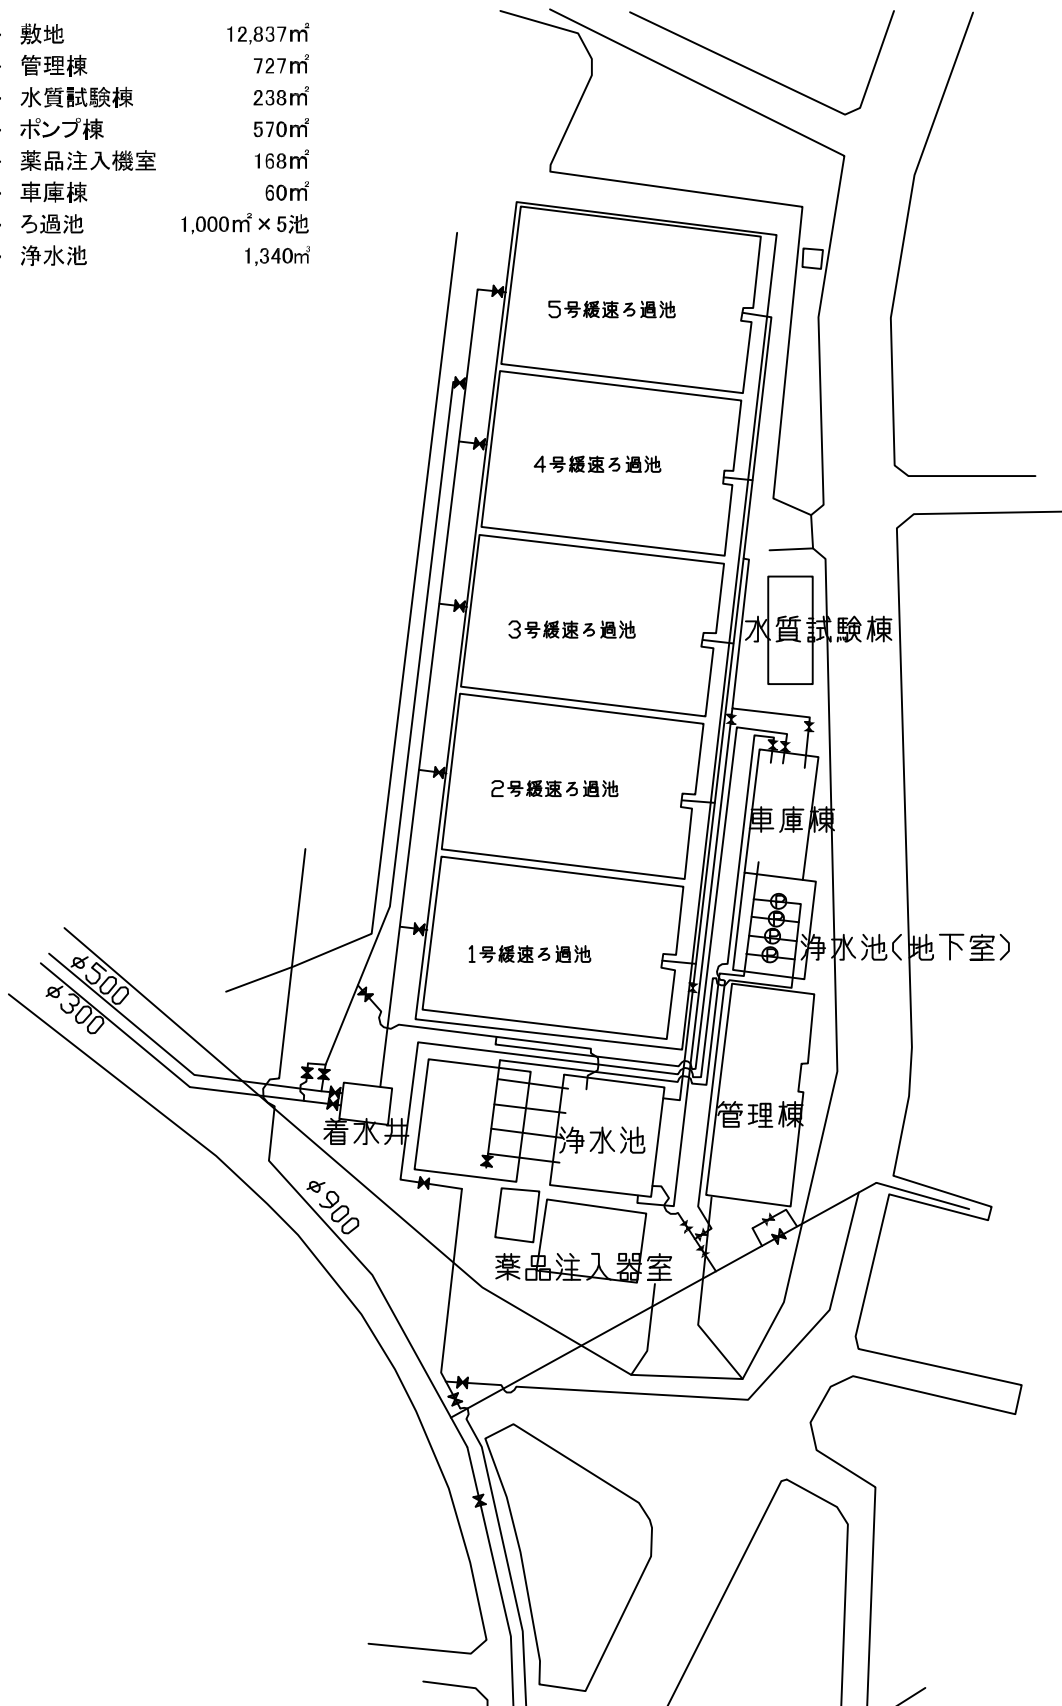 敷地 12,837㎡
管理棟 727㎡
水質試験棟 238㎡
ポンプ棟 570㎡
薬品注入機室 168㎡
車庫棟 60㎡
ろ過池 1,000㎡×5池
浄水池 1,340㎥
5号緩速ろ過池
4号緩速ろ過池
3号緩速ろ過池
水質試験棟
2号緩速ろ過池
車庫棟
1号緩速ろ過池
浄水池(地下室)
φ500
φ300
着水井
浄水池
管理棟
φ900
薬品注入器室
P
P
P
P